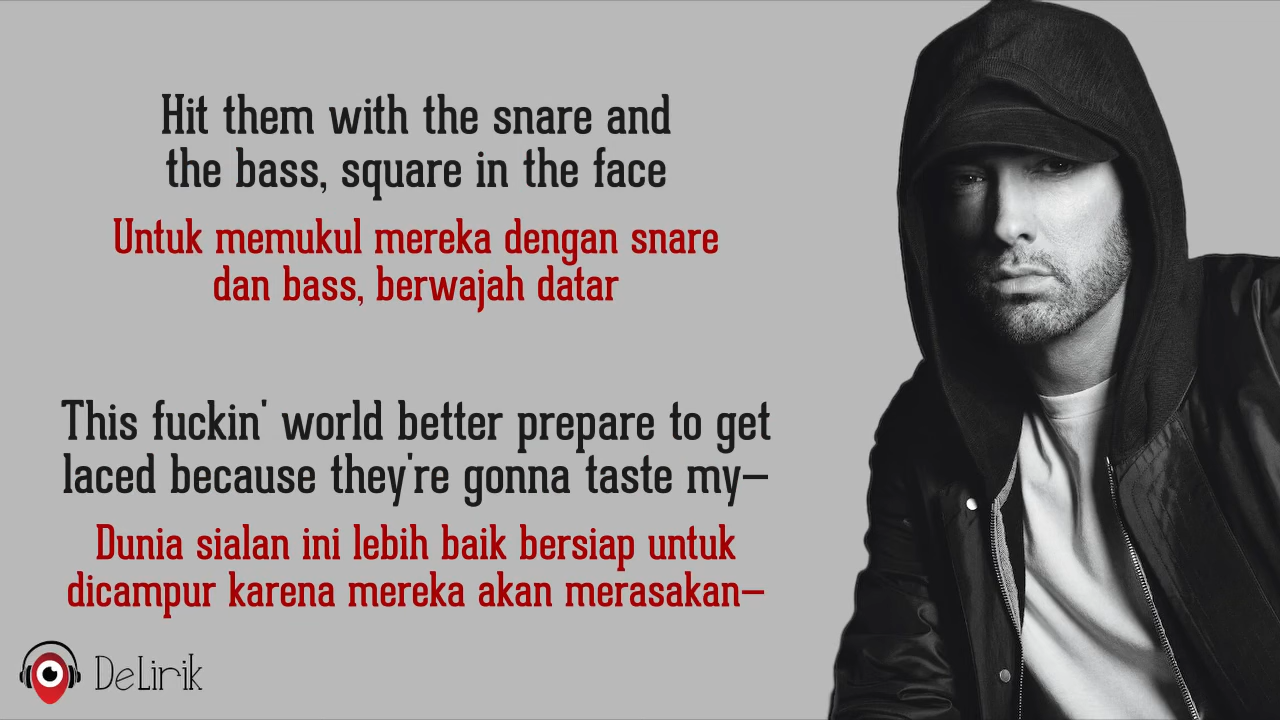 Hit them with the snare and
the bass, square in the face
Untuk memukul mereka dengan snare
dan bass, berwajah datar
This fuckin' world better prepare to get
laced because they're gonna taste my–
Dunia sialan ini lebih baik bersiap untuk
dicampur karena mereka akan merasakan–
DeLirik